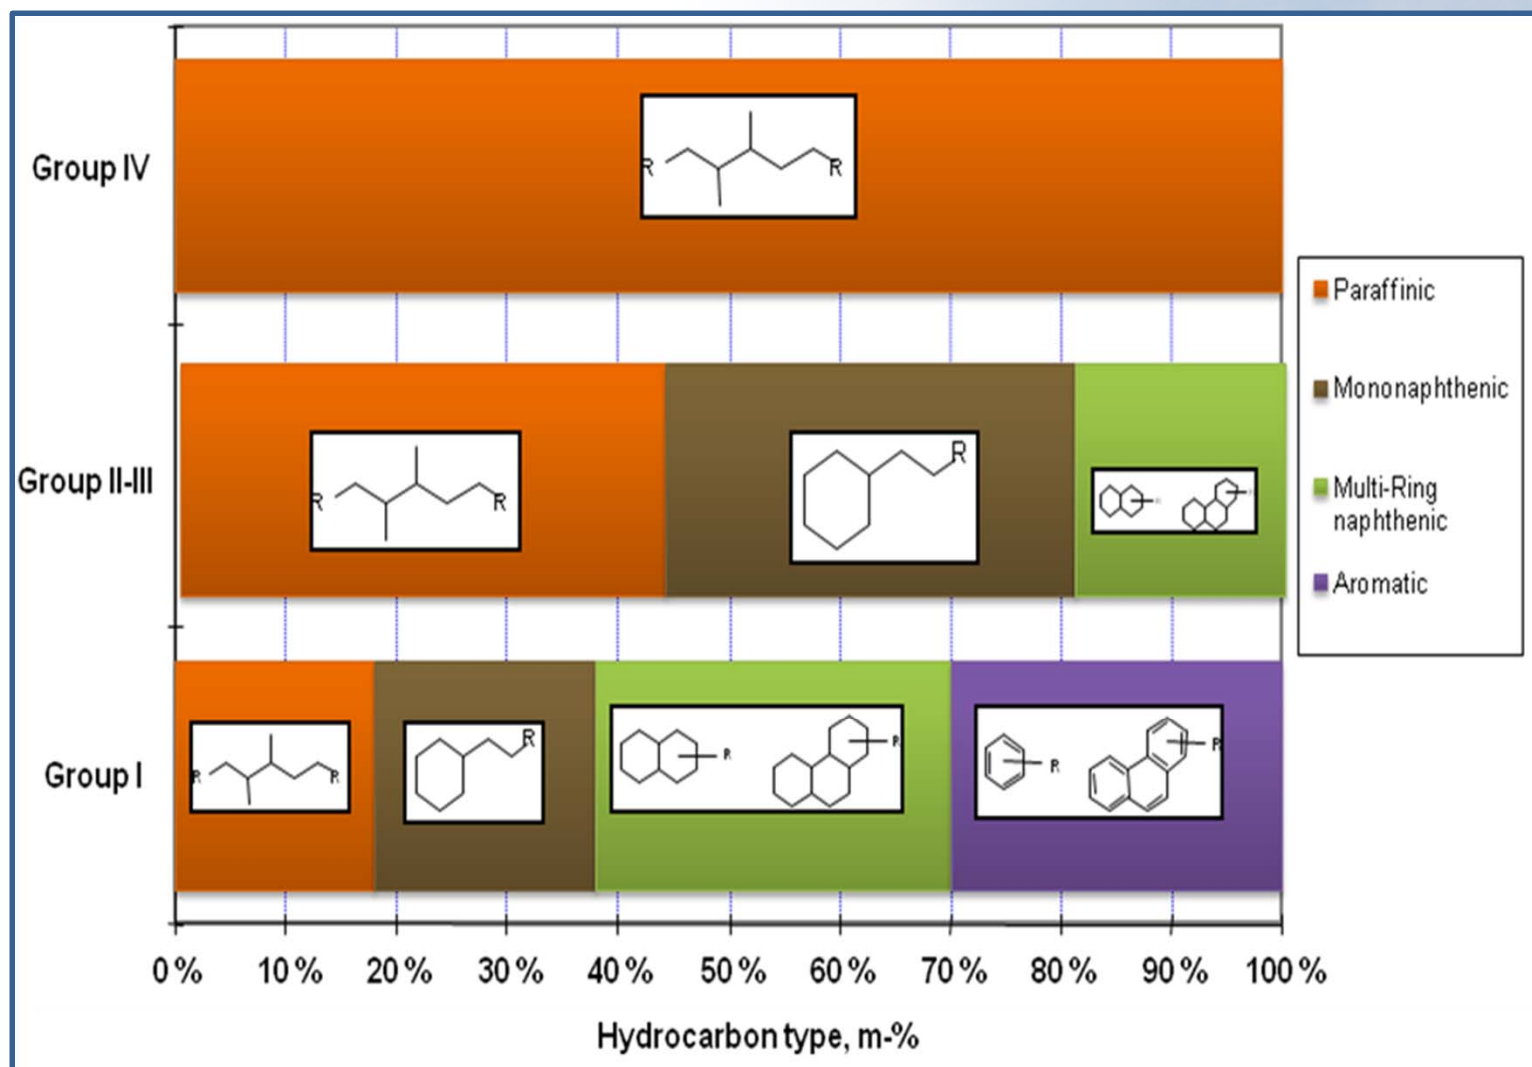 Group IV
R
R
Group II-III
R
R
R
Group I
R
R
R
R
R
R
R
Paraffinic
Mononaphthenic
Multi-Ring
naphthenic
Aromatic
0 %
10 %
20 %
30 %
40 %
50 %
60 %
70 %
80 %
90 %
100 %
Hydrocarbon type, m-%